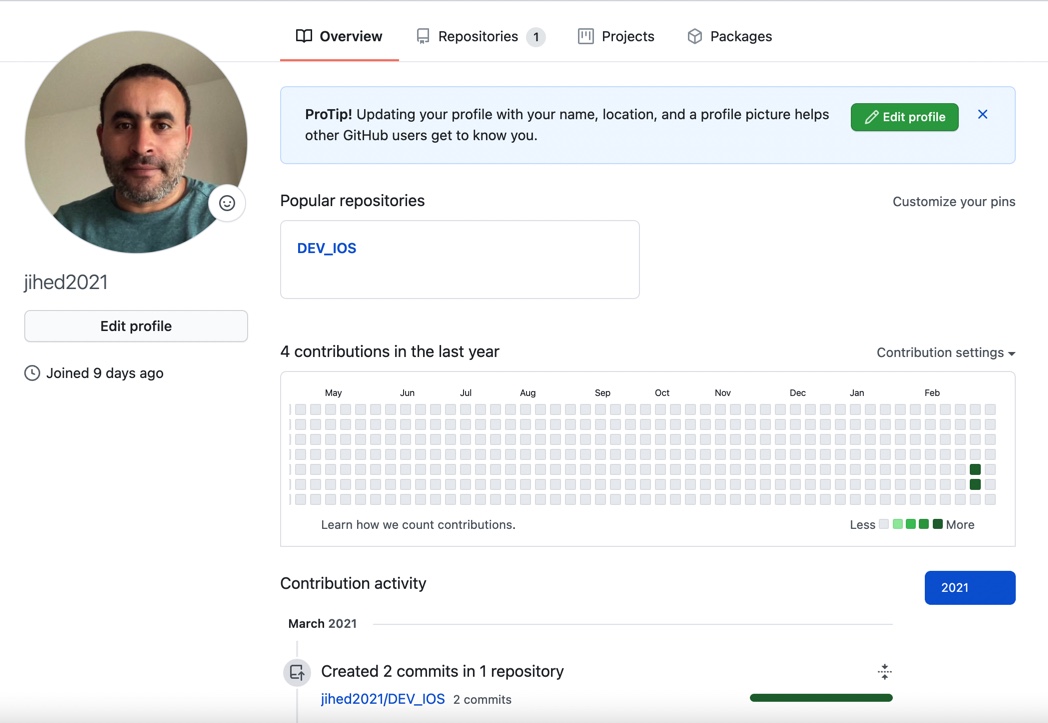 Overview
Repositories 1
Projects
Packages
ProTip! Updating your profile with your name, location, and a profile picture helps
other GitHub users get to know you.
Edit profile
Popular repositories
Customize your pins
DEV_IOS
jihed2021
Edit profile
Joined 9 days ago
4 contributions in the last year
Contribution settings
May Jun Jul Aug Sep Oct Nov Dec Jan Feb
Learn how we count contributions.
Less More
Contribution activity
2021
March 2021
Created 2 commits in 1 repository
jihed2021/DEV_IOS 2 commits